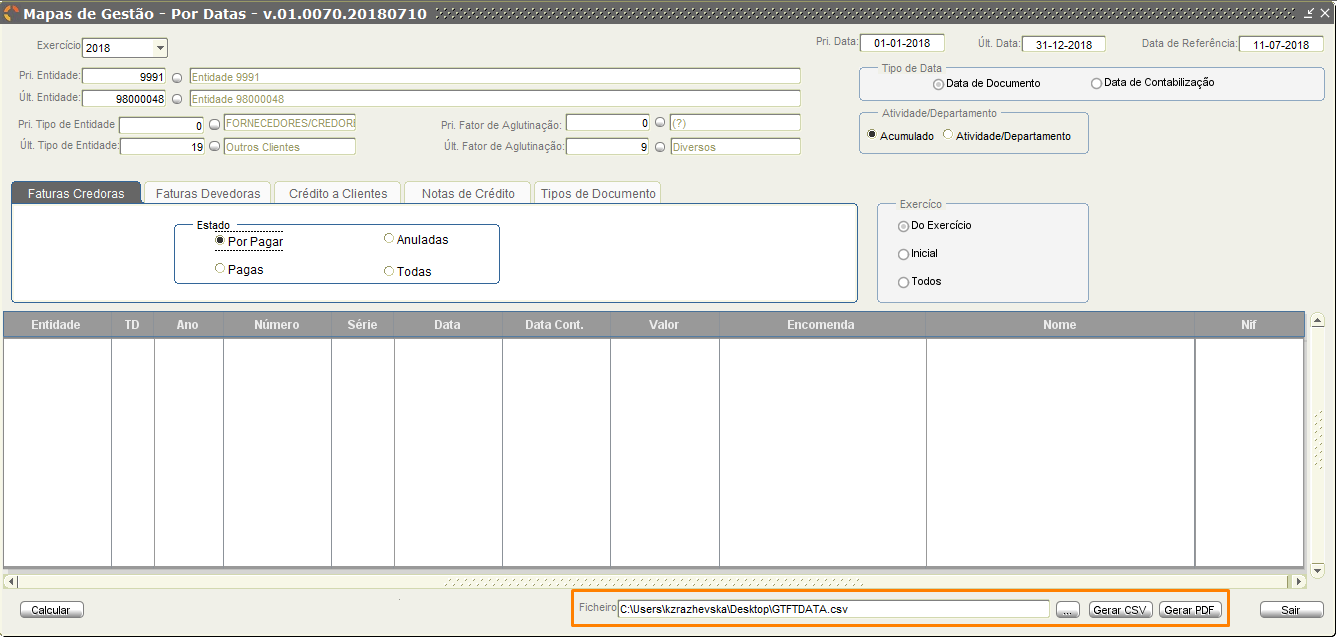 Mapas de Gestão - Por Datas - v.01.0070.20180710
Exercício 2018
Pri. Data: 01-01-2018 Últ. Data: 31-12-2018 Data de Referência: 11-07-2018
Pri. Entidade: 9991 Entidade 9991
Últ. Entidade: 98000048 Entidade 98000048
Tipo de Data
Data de Documento Data de Contabilização
Pri. Tipo de Entidade 0 FORNECEDORES/CREDORI Pri. Fator de Aglutinação: 0 (?)
Últ. Tipo de Entidade: 19 Outros Clientes Últ. Fator de Aglutinação: 9 Diversos
Atividade/Departamento
Acumulado Atividade/Departamento
Faturas Credoras Faturas Devedoras Crédito a Clientes Notas de Crédito Tipos de Documento
Estado
Por Pagar Anuladas
Pagas Todas
Exercíco
Do Exercício
Inicial
Todos
Entidade TD Ano Número Série Data Data Cont. Valor Encomenda Nome Nif
Calcular Ficheiro C:\Users\kzrazhevska\Desktop\GTFTDATA.csv ... Gerar CSV Gerar PDF Sair